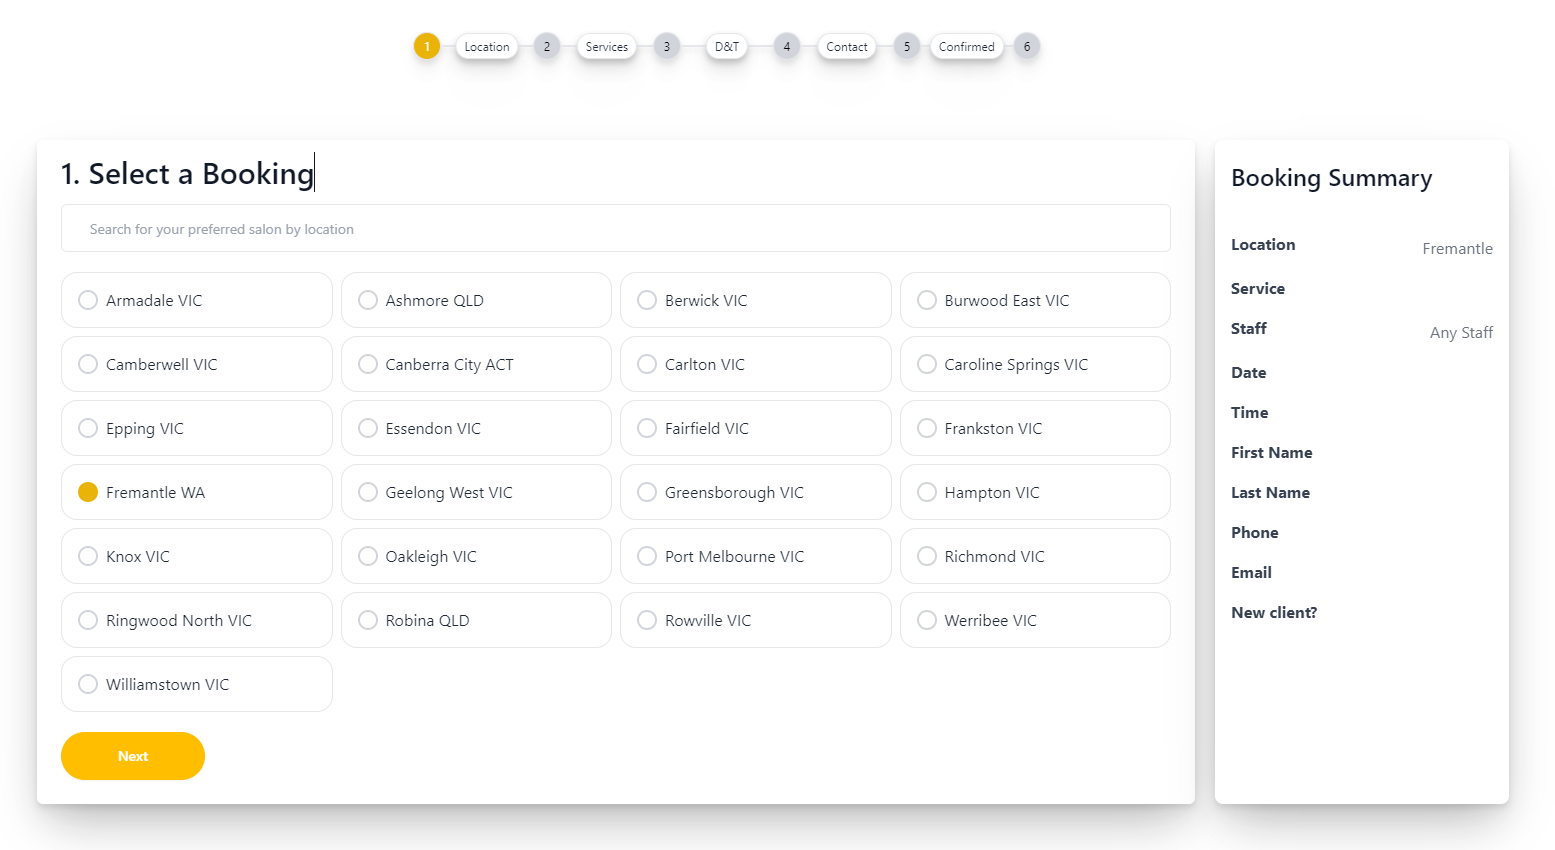 1 Location 2 Services 3 D&T 4 Contact 5 Confirmed 6
1. Select a Booking
Search for your preferred salon by location
Armadale VIC Ashmore QLD Berwick VIC Burwood East VIC
Camberwell VIC Canberra City ACT Carlton VIC Caroline Springs VIC
Epping VIC Essendon VIC Fairfield VIC Frankston VIC
Fremantle WA Geelong West VIC Greensborough VIC Hampton VIC
Knox VIC Oakleigh VIC Port Melbourne VIC Richmond VIC
Ringwood North VIC Robina QLD Rowville VIC Werribee VIC
Williamstown VIC
Next
Booking Summary
Location Fremantle
Service
Staff Any Staff
Date
Time
First Name
Last Name
Phone
Email
New client?